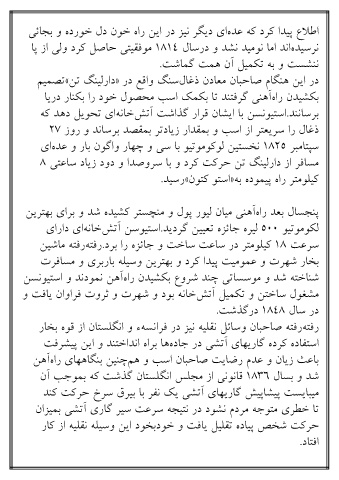 اطلاع پیدا کرد که عده‌ای دیگر نیز در این راه خون دل خورده و بجائی
نرسیده‌اند اما نومید نشد و درسال ۱۸۱٤ موفقیتی حاصل کرد ولی از پا
ننشست و به تکمیل آن همت گماشت.
در این هنگام صاحبان معادن ذغال‌سنگ واقع در «دارلینگ تن»تصمیم
بکشیدن راه‌آهنی گرفتند تا بکمک اسب محصول خود را بکنار دریا
برسانند.استیونسن با ایشان قرار گذاشت آتش‌خانه‌ای تحویل دهد که
ذغال را سریعتر از اسب و بمقدار زیادتر بمقصد برساند و روز ۲۷
سپتامبر ۱۸۲۵ نخستین لوکوموتیو با سی و چهار واگون بار و عده‌ای
مسافر از دارلینگ تن حرکت کرد و با سروصدا و دود زیاد ساعتی ۸
کیلومتر راه پیموده به«استو کتون»رسید.
پنجسال بعد راه‌آهنی میان لیور پول و منچستر کشیده شد و برای بهترین
لکوموتیو ۵۰۰ لیره جائزه تعیین گردید.استیوسن آتش‌خانه‌ای دارای
سرعت ۱۸ کیلومتر در ساعت ساخت و جائزه را برد.رفته‌رفته ماشین
بخار شهرت و عمومیت پیدا کرد و بهترین وسیله باربری و مسافرت
شناخته شد و موسساتی چند شروع بکشیدن راه‌آهن نمودند و استیونسن
مشغول ساختن و تکمیل آتش‌خانه بود و شهرت و ثروت فراوان یافت و
در سال ۱۸٤۸ درگذشت.
رفته‌رفته صاحبان وسائل نقلیه نیز در فرانسه و انگلستان از قوه بخار
استفاده کرده گاریهای آتشی در جاده‌ها براه انداختند و این پیشرفت
باعث زیان و عدم رضایت صاحبان اسب و هم‌چنین بنگاههای راه‌آهن
شد و بسال ۱۸۳٦ قانونی از مجلس انگلستان گذشت که بموجب آن
میبایست پیشاپیش گاریهای آتشی یک نفر با بیرق سرخ حرکت کند
تا خطری متوجه مردم نشود در نتیجه سرعت سیر گاری آتشی بمیزان
حرکت شخص پیاده تقلیل یافت و خودبخود این وسیله نقلیه از کار
افتاد.